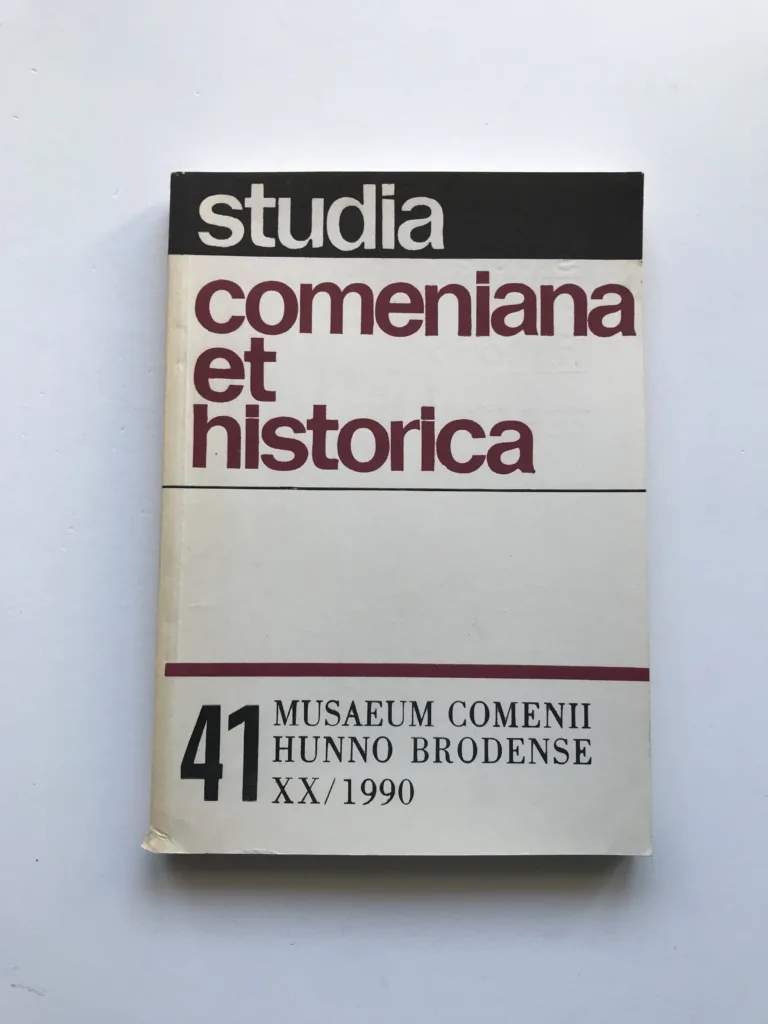 studia
comeniana
et
historica
41
MUSAEUM COMENII
HUNNO BRODENSE
XX/1990